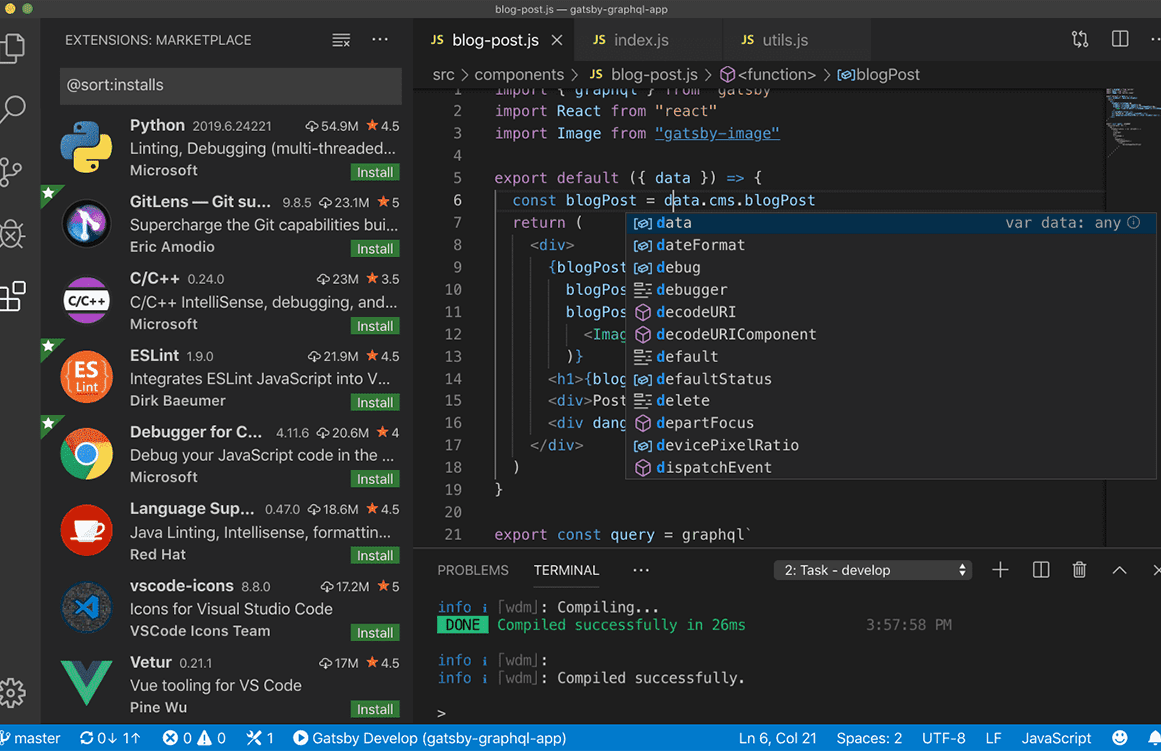 blog-post.js — gatsby-graphql-app
EXTENSIONS: MARKETPLACE
@sort:installs
Python 2019.6.24221 54.9M 4.5
Linting, Debugging (multi-threaded...
Microsoft Install
GitLens — Git su... 9.8.5 23.1M 5
Supercharge the Git capabilities bui...
Eric Amodio Install
C/C++
C/C++ 0.24.0 23M 3.5
C/C++ IntelliSense, debugging, and...
Microsoft Install
ES Lint
ESLint 1.9.0 21.9M 4.5
Integrates ESLint JavaScript into V...
Dirk Baeumer Install
Debugger for C... 4.11.6 20.6M 4
Debug your JavaScript code in the ...
Microsoft Install
Language Sup... 0.47.0 18.6M 4.5
Java Linting, Intellisense, formattin...
Red Hat Install
vscode-icons 8.8.0 17.2M 5
Icons for Visual Studio Code
VSCode Icons Team Install
Vetur 0.21.1 17M 4.5
Vue tooling for VS Code
Pine Wu Install
JS blog-post.js JS index.js JS utils.js
src > components > JS blog-post.js > <function> > blogPost
1 import { graphql } from "gatsby"
2 import React from "react"
3 import Image from "gatsby-image"
4
5 export default ({ data }) => {
6 const blogPost = data.cms.blogPost
7 return (
8 <div>
9 {blogPost
10 blogPos
11 blogPos
12 <Imag
13 )}
14 <h1>{blog
15 <div>Post
16 <div dang
17 </div>
18 )
19 }
20
21 export const query = graphql`
data var data: any
dateFormat
debug
debugger
decodeURI
decodeURIComponent
default
defaultStatus
delete
departFocus
devicePixelRatio
dispatchEvent
PROBLEMS TERMINAL ... 2: Task - develop
info i ｢wdm｣: Compiling...
DONE Compiled successfully in 26ms 3:57:58 PM
info i ｢wdm｣:
info i ｢wdm｣: Compiled successfully.
>
master 0↓ 1↑ 0 0 1 Gatsby Develop (gatsby-graphql-app) Ln 6, Col 21 Spaces: 2 UTF-8 LF JavaScript